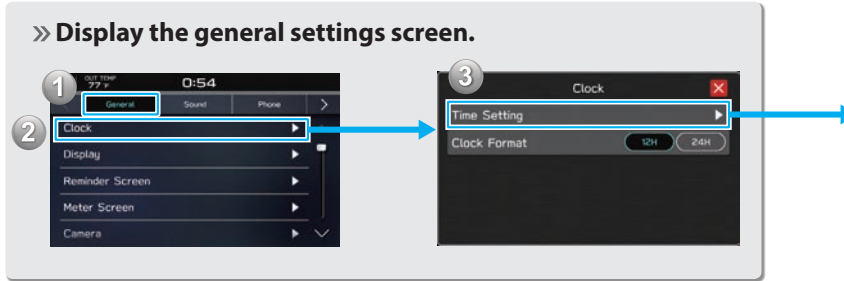 » Display the general settings screen.
1
OUT TEMP
77 °F
0:54
General Sound Phone >
2
Clock
Display
Reminder Screen
Meter Screen
Camera
3
Clock
Time Setting
Clock Format 12H 24H